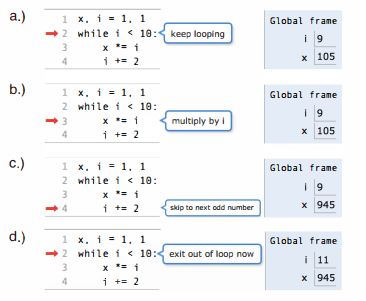 a.)
1 x, i = 1, 1
2 while i < 10:
3 x *= i
4 i += 2
keep looping
Global frame
i 9
x 105
b.)
1 x, i = 1, 1
2 while i < 10:
3 x *= i
4 i += 2
multiply by i
Global frame
i 9
x 105
c.)
1 x, i = 1, 1
2 while i < 10:
3 x *= i
4 i += 2
skip to next odd number
Global frame
i 9
x 945
d.)
1 x, i = 1, 1
2 while i < 10:
3 x *= i
4 i += 2
exit out of loop now
Global frame
i 11
x 945